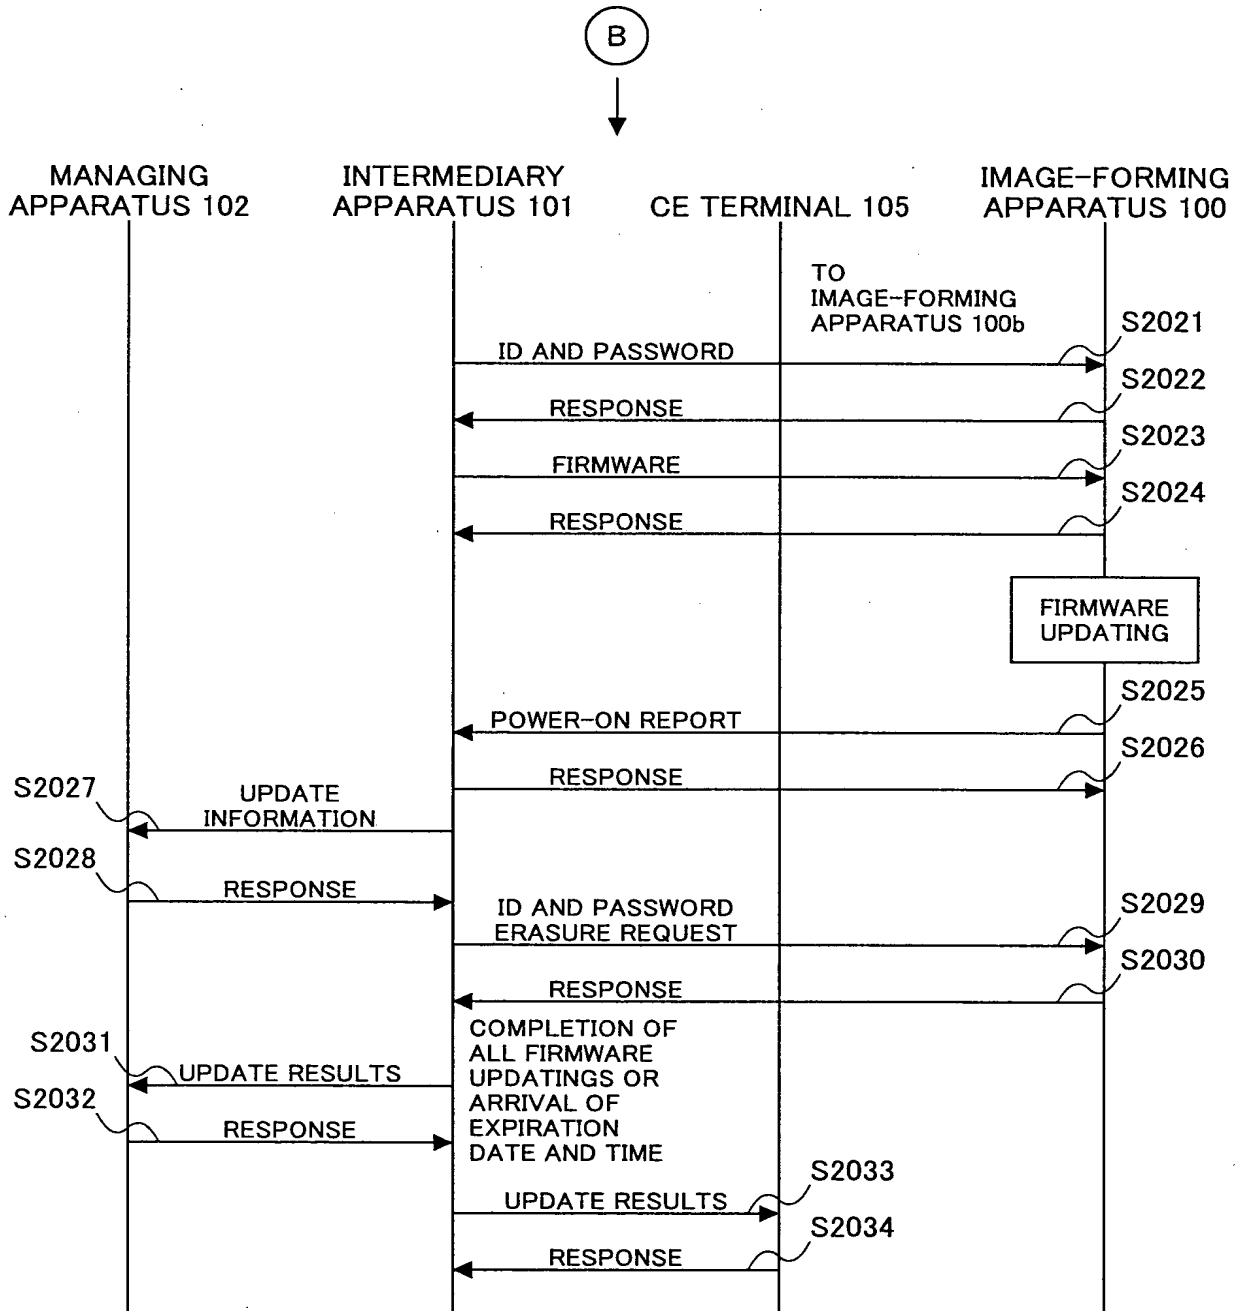 B
MANAGING
APPARATUS 102
INTERMEDIARY
APPARATUS 101
CE TERMINAL 105
IMAGE-FORMING
APPARATUS 100
TO
IMAGE-FORMING
APPARATUS 100b
S2021
ID AND PASSWORD
S2022
RESPONSE
S2023
FIRMWARE
S2024
RESPONSE
FIRMWARE
UPDATING
S2025
POWER-ON REPORT
S2026
RESPONSE
S2027
UPDATE
INFORMATION
S2028
RESPONSE
S2029
ID AND PASSWORD
ERASURE REQUEST
S2030
RESPONSE
COMPLETION OF
ALL FIRMWARE
UPDATINGS OR
ARRIVAL OF
EXPIRATION
DATE AND TIME
S2031
UPDATE RESULTS
S2032
RESPONSE
S2033
UPDATE RESULTS
S2034
RESPONSE